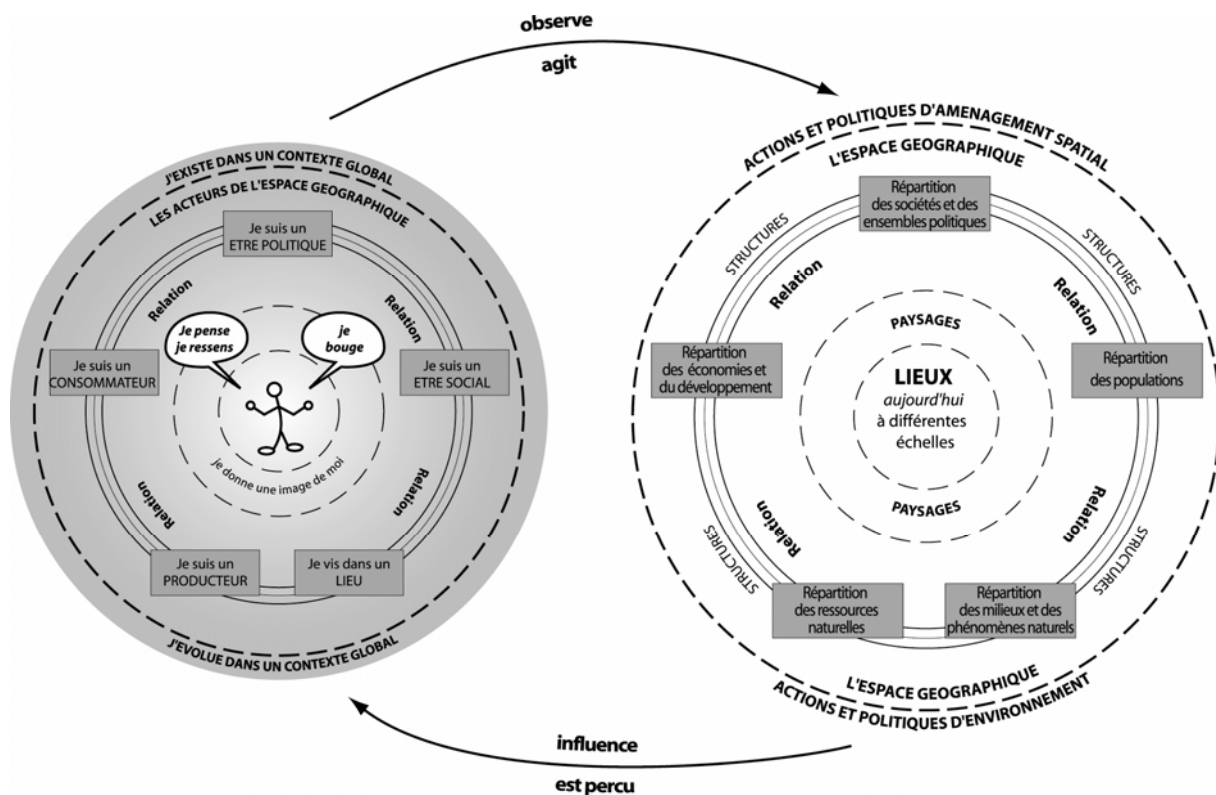 observe
agit
J'EXISTE DANS UN CONTEXTE GLOBAL
LES ACTEURS DE L'ESPACE GEOGRAPHIQUE
Je suis un
ETRE POLITIQUE
Relation
Relation
Je pense
je ressens
je
bouge
Je suis un
CONSOMMATEUR
Je suis un
ETRE SOCIAL
je donne une image de moi
Relation
Relation
Je suis un
PRODUCTEUR
Je vis dans un
LIEU
J'EVOLUE DANS UN CONTEXTE GLOBAL
ACTIONS ET POLITIQUES D'AMENAGEMENT SPATIAL
L'ESPACE GEOGRAPHIQUE
Répartition
des sociétés et des
ensembles politiques
STRUCTURES
STRUCTURES
Relation
Relation
PAYSAGES
Répartition
des économies et
du développement
LIEUX
aujourd'hui
à différentes
échelles
Répartition
des populations
PAYSAGES
Relation
Relation
STRUCTURES
STRUCTURES
Répartition
des ressources
naturelles
Répartition
des milieux et des
phénomènes naturels
L'ESPACE GEOGRAPHIQUE
ACTIONS ET POLITIQUES D'ENVIRONNEMENT
influence
est percu